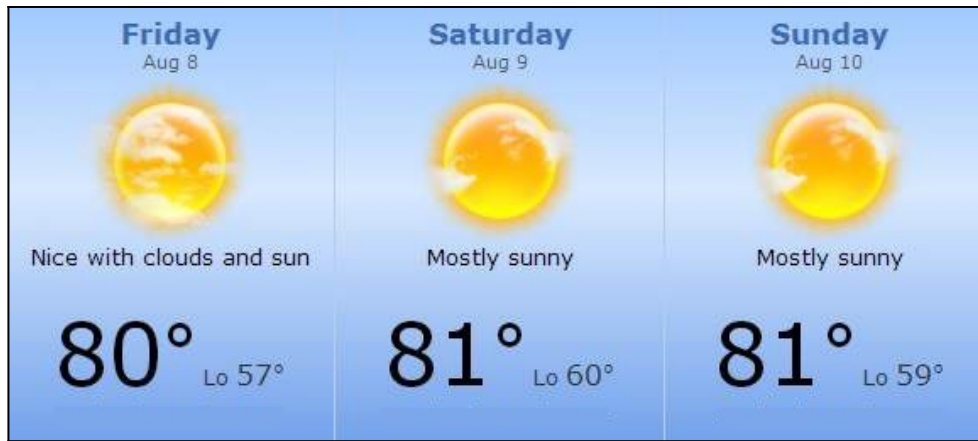 Friday
Aug 8
Nice with clouds and sun
80° Lo 57°
Saturday
Aug 9
Mostly sunny
81° Lo 60°
Sunday
Aug 10
Mostly sunny
81° Lo 59°